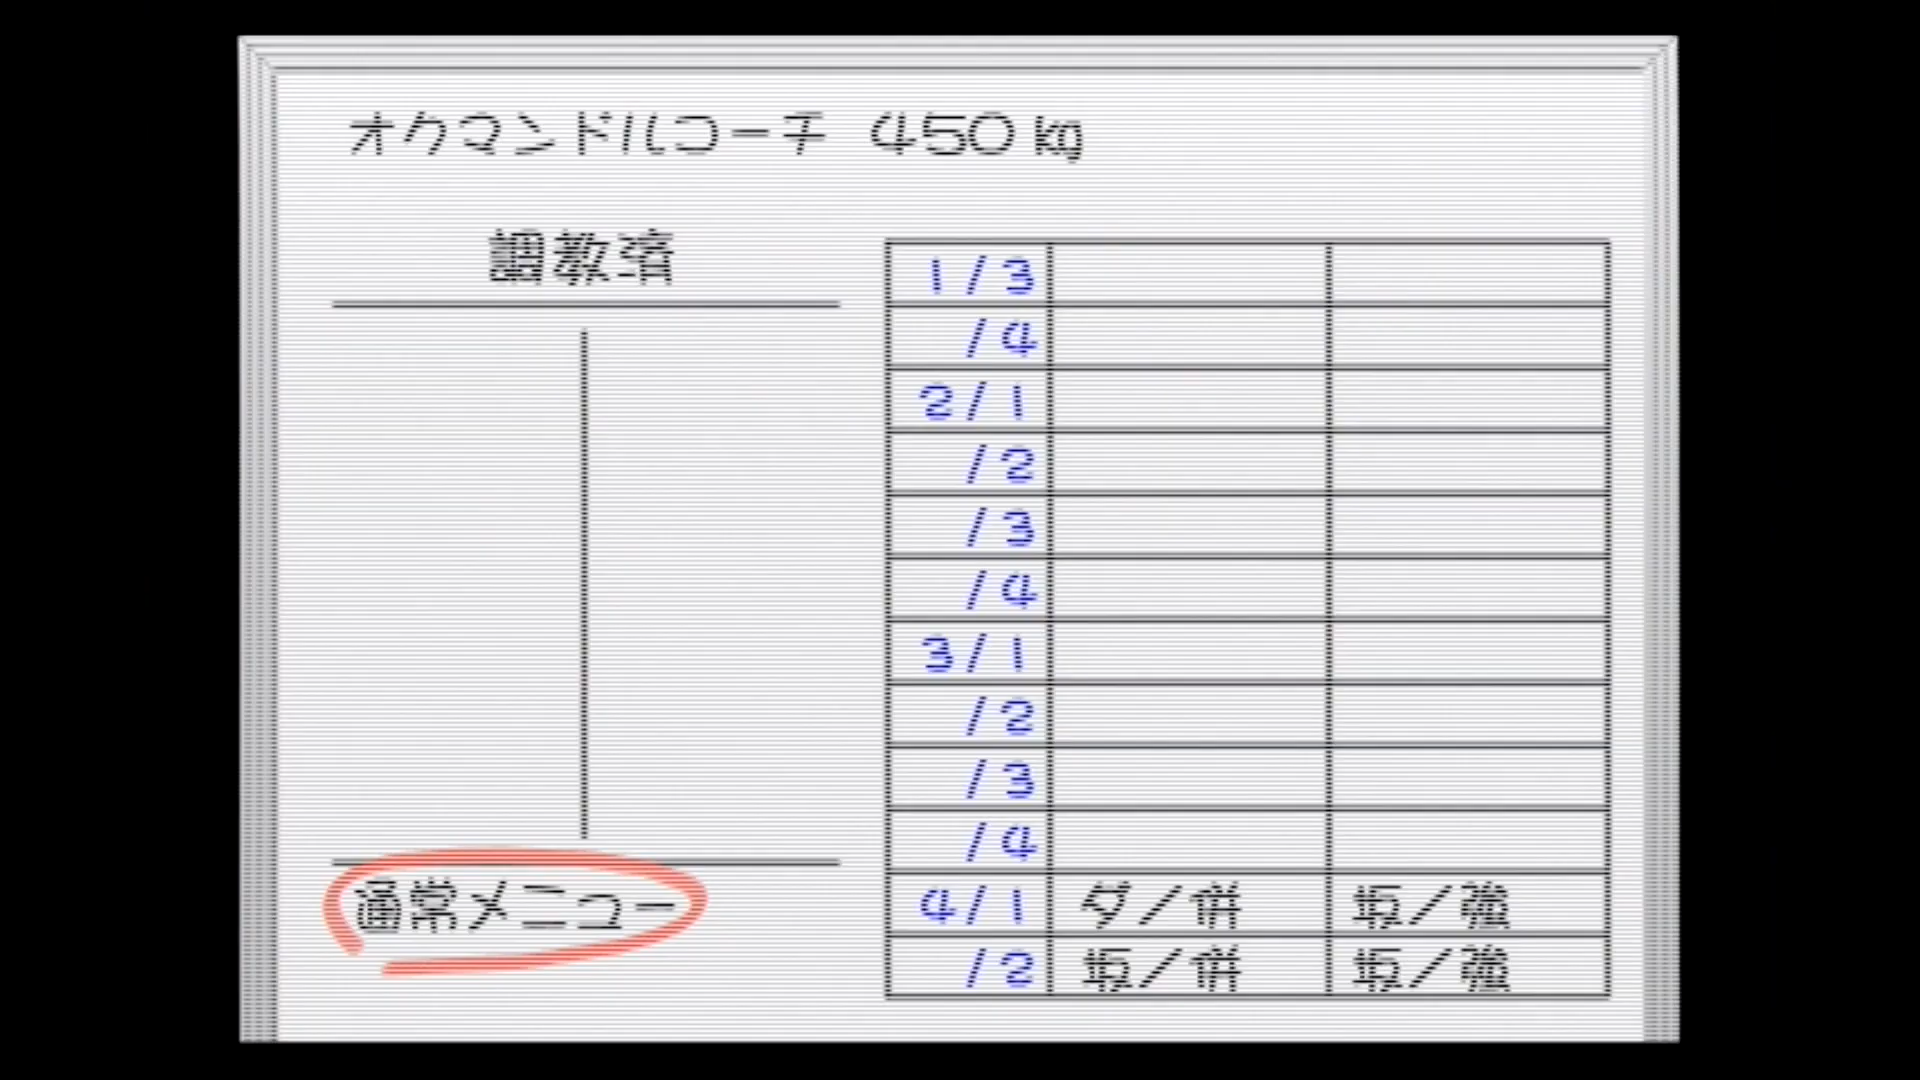 オクマンドルコーチ 450kg
調教済
1/3
/4
2/1
/2
/3
/4
3/1
/2
/3
/4
4/1 ダ/併 坂/強
/2 坂/併 坂/強
通常メニュー